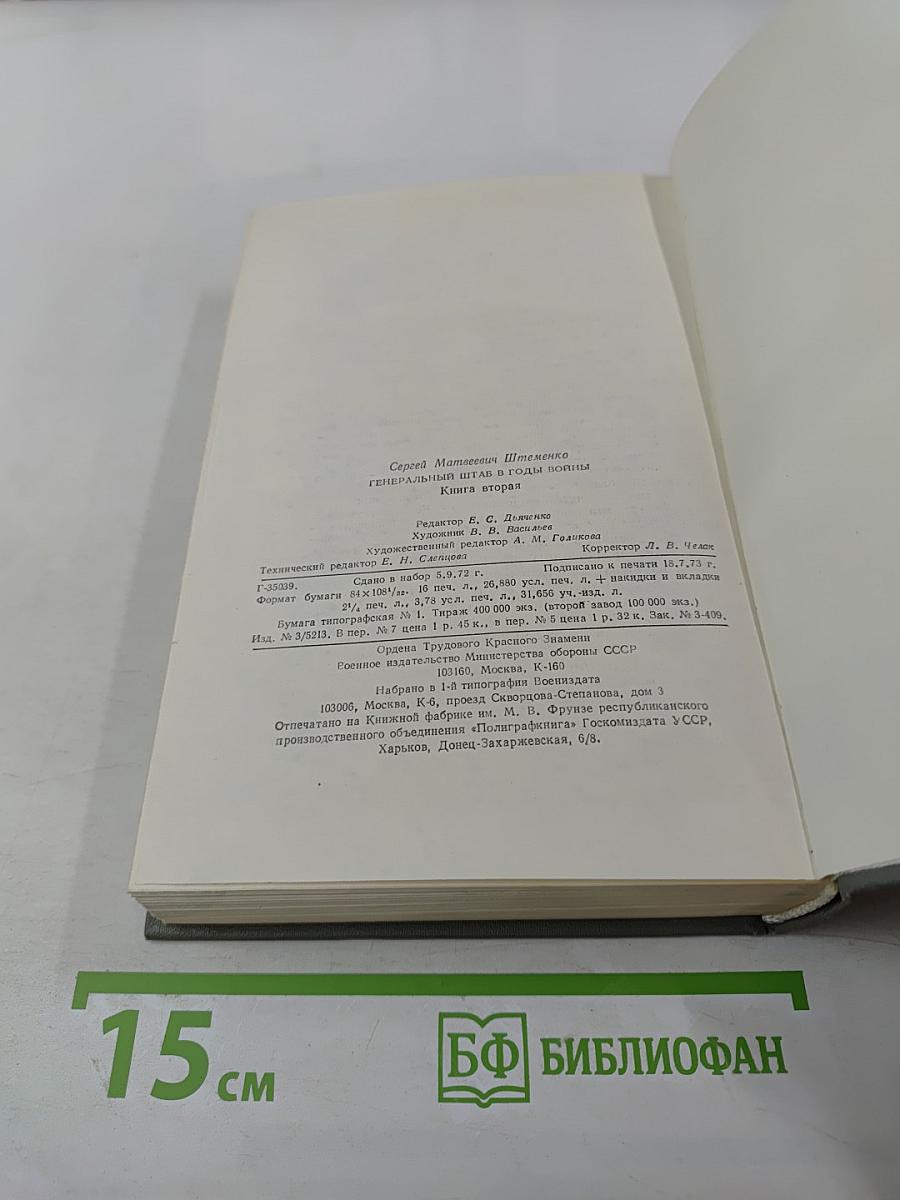 Сергей Матвеевич Штеменко
ГЕНЕРАЛЬНЫЙ ШТАБ В ГОДЫ ВОЙНЫ
Книга вторая
Редактор Е. С. Дьяченко
Художник В. В. Васильев
Художественный редактор А. М. Голикова
Технический редактор Е. Н. Слепцова Корректор Л. В. Челак
Г-35039. Сдано в набор 5.9.72 г. Подписано к печати 18.7.73 г.
Формат бумаги 84×108¹/₃₂. 16 печ. л., 26,880 усл. печ. л. + накидки и вкладки
2¹/₄ печ. л., 3,78 усл. печ. л., 31,656 уч.-изд. л.
Бумага типографская № 1. Тираж 400 000 экз. (второй завод 100 000 экз.)
Изд. № 3/5213. В пер. № 7 цена 1 р. 45 к., в пер. № 5 цена 1 р. 32 к. Зак. № 3-409.
Ордена Трудового Красного Знамени
Военное издательство Министерства обороны СССР
103160, Москва, К-160
Набрано в 1-й типографии Воениздата
103006, Москва, К-6, проезд Скворцова-Степанова, дом 3
Отпечатано на Книжной фабрике им. М. В. Фрунзе республиканского
производственного объединения «Полиграфкнига» Госкомиздата УССР,
Харьков, Донец-Захаржевская, 6/8.
15 см
БФ БИБЛИОФАН